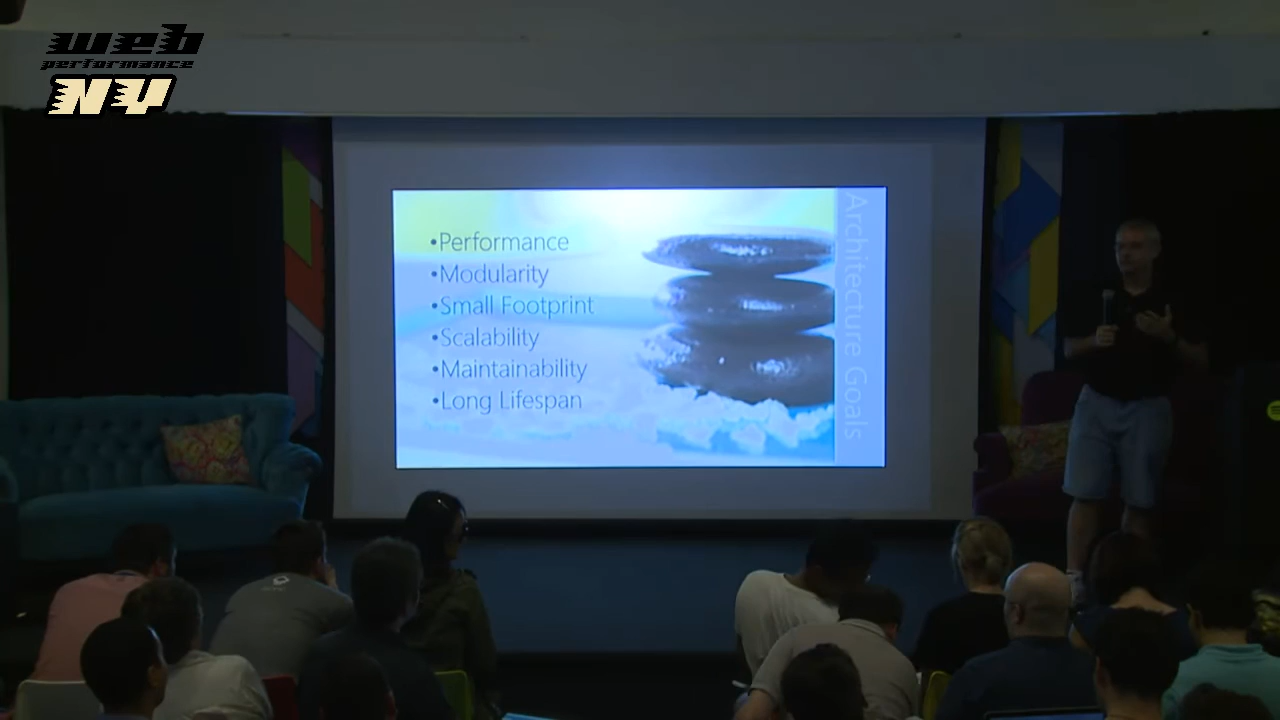 web
performance
NY
•Performance
•Modularity
•Small Footprint
•Scalability
•Maintainability
•Long Lifespan
Architecture Goals